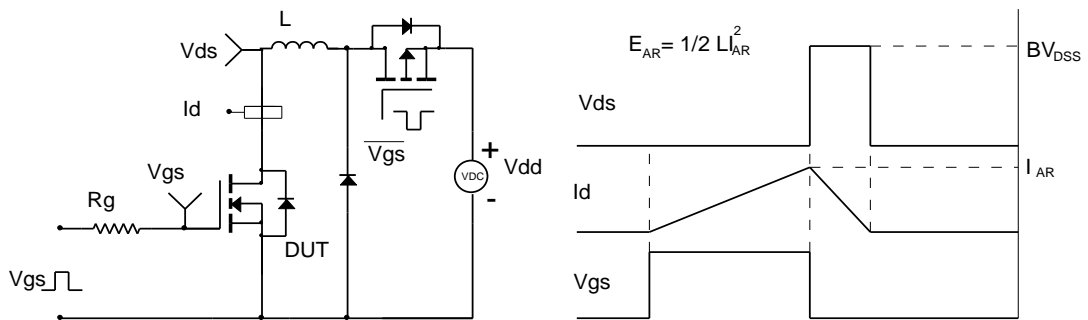 L
Vds
Id
Vgs
Vgs
+
VDC
Vdd
-
Vgs
Rg
DUT
Vgs
E_AR = 1/2 LI_AR^2
BV_DSS
Vds
I_AR
Id
Vgs